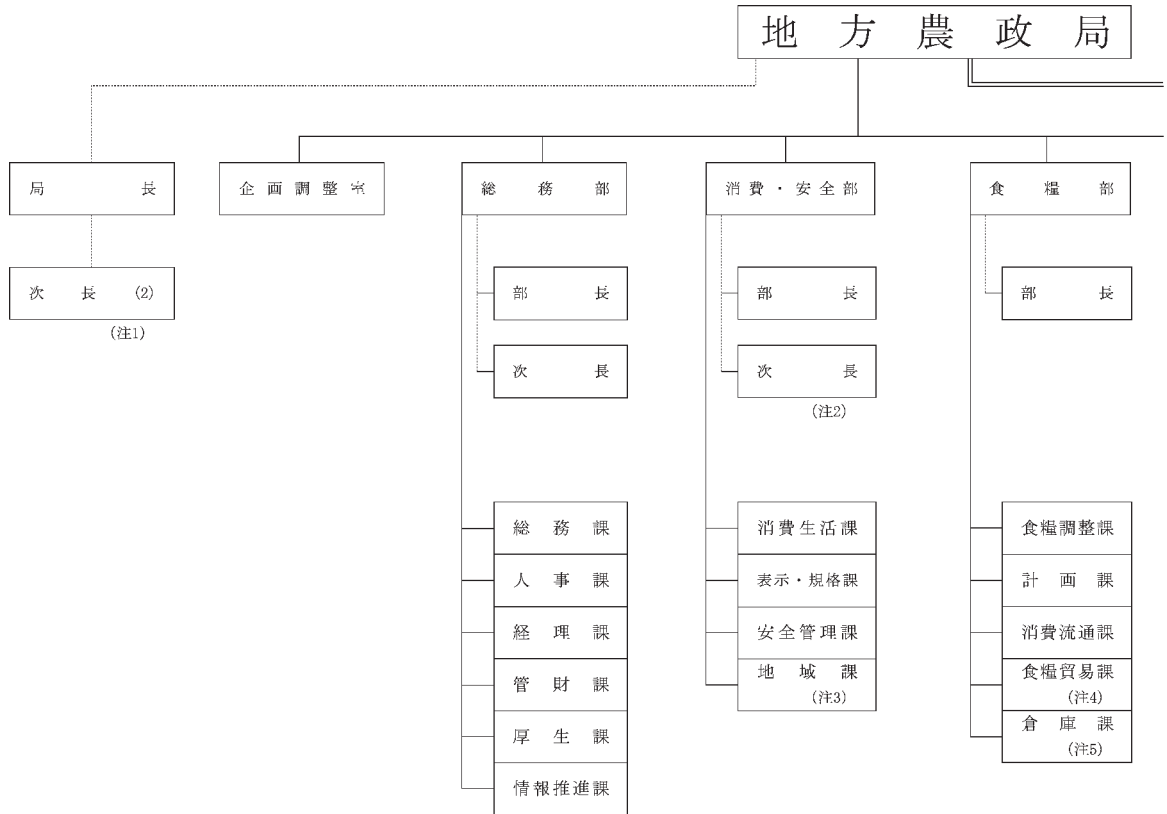 地方農政局
局長
企画調整室
総務部
消費・安全部
食糧部
次長 (2)
(注1)
部長
部長
部長
次長
次長
(注2)
総務課
人事課
経理課
管財課
厚生課
情報推進課
消費生活課
表示・規格課
安全管理課
地域課
(注3)
食糧調整課
計画課
消費流通課
食糧貿易課
(注4)
倉庫課
(注5)